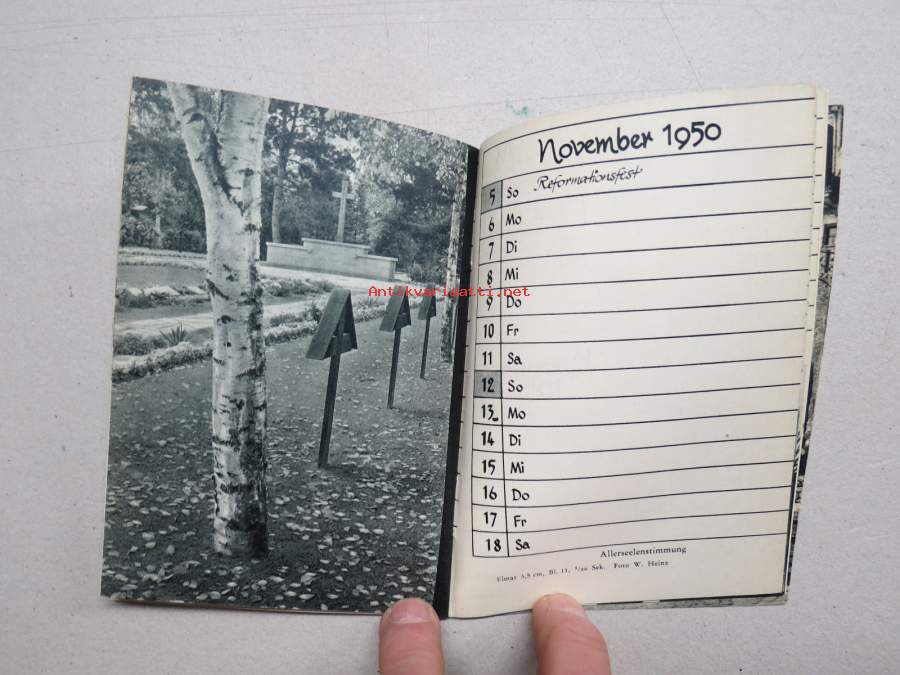 November 1950
5 So Reformationsfest
6 Mo
7 Di
8 Mi
9 Do
10 Fr
11 Sa
12 So
13 Mo
14 Di
15 Mi
16 Do
17 Fr
18 Sa
Allerseelenstimmung
Elmar 3,5 cm, Bl. 11, 1/20 Sek. Foto W. Heinz
Antikvariaatti.net